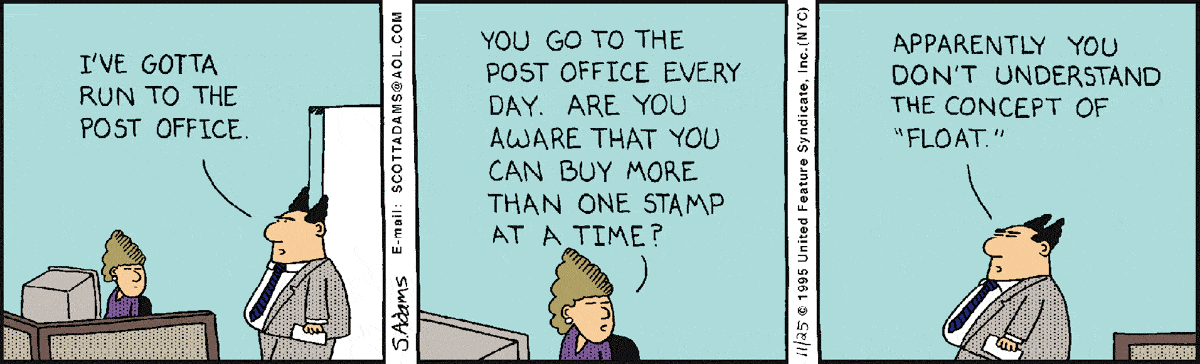 I'VE GOTTA
RUN TO THE
POST OFFICE.
S.Adams
E-mail: SCOTTADAMS@AOL.COM
YOU GO TO THE
POST OFFICE EVERY
DAY. ARE YOU
AWARE THAT YOU
CAN BUY MORE
THAN ONE STAMP
AT A TIME?
11/25 © 1995 United Feature Syndicate, Inc.(NYC)
APPARENTLY YOU
DON'T UNDERSTAND
THE CONCEPT OF
"FLOAT."